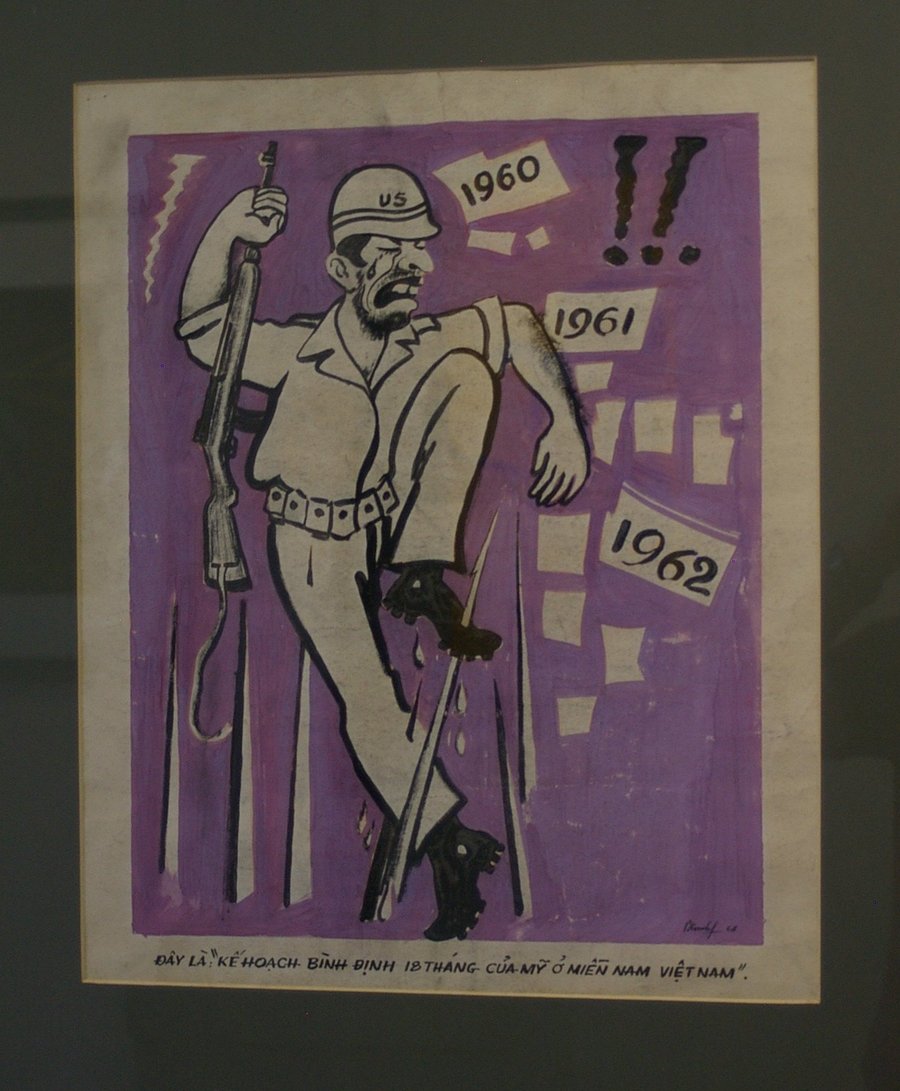 US
1960
!!.
1961
1962
ĐÂY LÀ: "KẾ HOẠCH BÌNH ĐỊNH 18 THÁNG CỦA MỸ Ở MIỀN NAM VIỆT NAM".